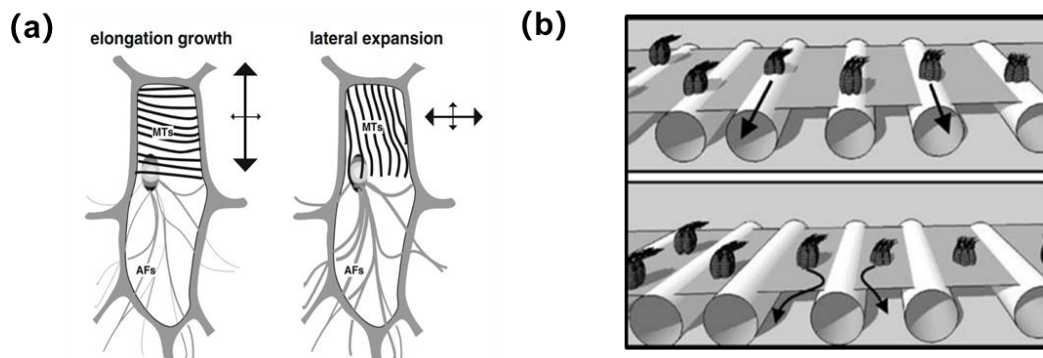 (a)
elongation growth
lateral expansion
MTs
MTs
AFs
AFs
(b)